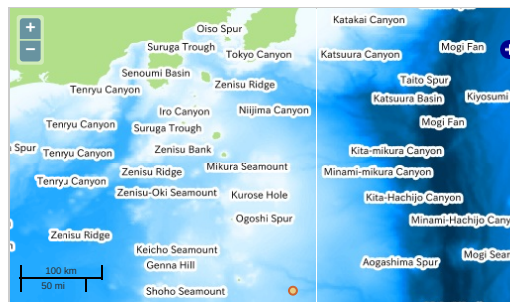 +
−
Oiso Spur
Katakai Canyon
Suruga Trough
Tokyo Canyon
Katsuura Canyon
Mogi Fan
Senoumi Basin
Tenryu Canyon
Zenisu Ridge
Taito Spur
Katsuura Basin
Kiyosumi
Iro Canyon
Niijima Canyon
Tenryu Canyon
Suruga Trough
Mogi Fan
Spur
Tenryu Canyon
Zenisu Bank
Kita-mikura Canyon
Zenisu Ridge
Mikura Seamount
Minami-mikura Canyon
Tenryu Canyon
Zenisu-Oki Seamount
Kurose Hole
Kita-Hachijo Canyon
Ogoshi Spur
Minami-Hachijo Cany
Zenisu Ridge
Keicho Seamount
Mogi Sean
Genna Hill
Aogashima Spur
100 km
50 mi
Shoho Seamount